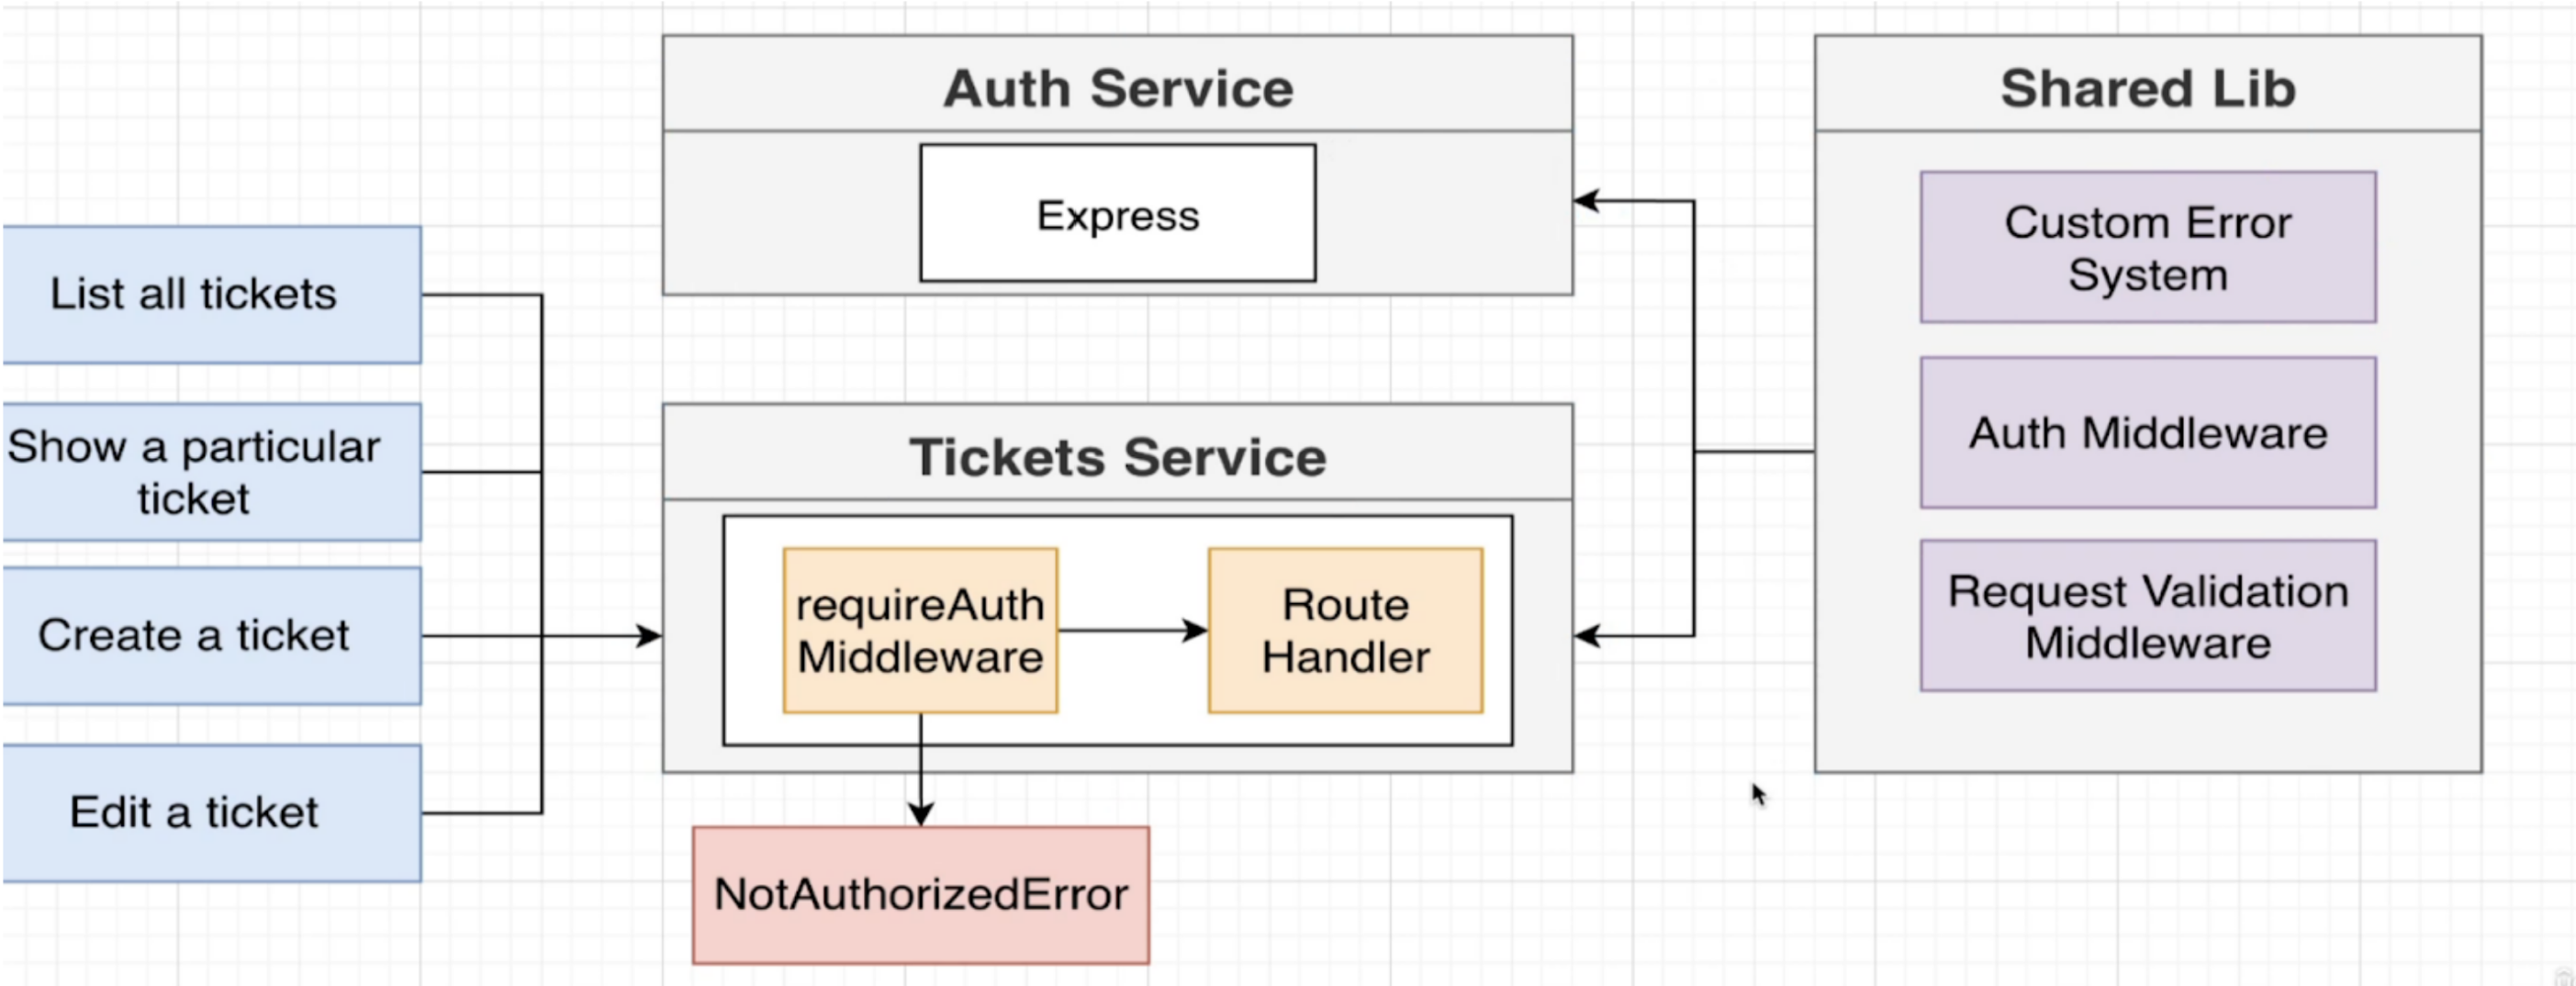 Auth Service
Express
Shared Lib
Custom Error
System
Auth Middleware
Request Validation
Middleware
List all tickets
Show a particular
ticket
Create a ticket
Edit a ticket
Tickets Service
requireAuth
Middleware
Route
Handler
NotAuthorizedError